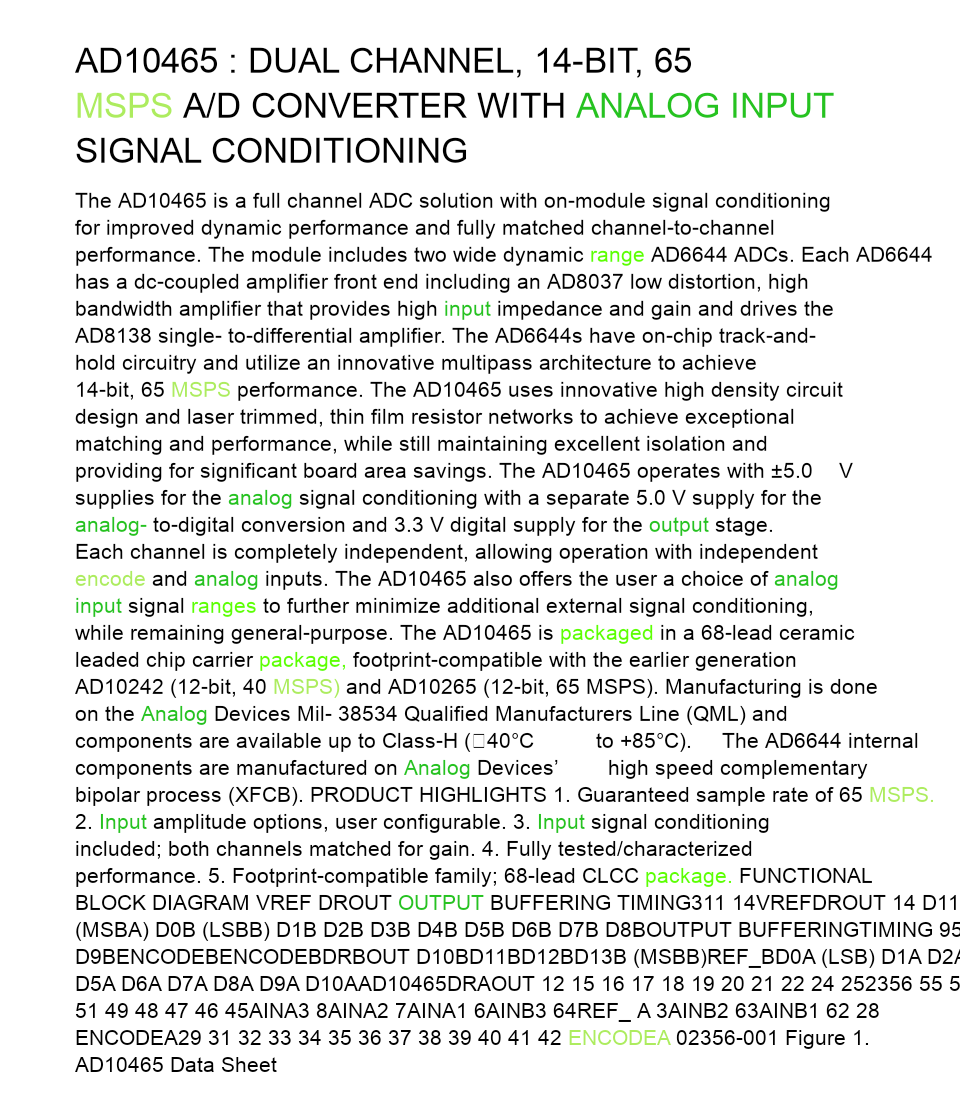 AD10465 : DUAL CHANNEL, 14-BIT, 65
MSPS A/D CONVERTER WITH ANALOG INPUT
SIGNAL CONDITIONING
The AD10465 is a full channel ADC solution with on-module signal conditioning
for improved dynamic performance and fully matched channel-to-channel
performance. The module includes two wide dynamic range AD6644 ADCs. Each AD6644
has a dc-coupled amplifier front end including an AD8037 low distortion, high
bandwidth amplifier that provides high input impedance and gain and drives the
AD8138 single- to-differential amplifier. The AD6644s have on-chip track-and-
hold circuitry and utilize an innovative multipass architecture to achieve
14-bit, 65 MSPS performance. The AD10465 uses innovative high density circuit
design and laser trimmed, thin film resistor networks to achieve exceptional
matching and performance, while still maintaining excellent isolation and
providing for significant board area savings. The AD10465 operates with ±5.0 V
supplies for the analog signal conditioning with a separate 5.0 V supply for the
analog- to-digital conversion and 3.3 V digital supply for the output stage.
Each channel is completely independent, allowing operation with independent
encode and analog inputs. The AD10465 also offers the user a choice of analog
input signal ranges to further minimize additional external signal conditioning,
while remaining general-purpose. The AD10465 is packaged in a 68-lead ceramic
leaded chip carrier package, footprint-compatible with the earlier generation
AD10242 (12-bit, 40 MSPS) and AD10265 (12-bit, 65 MSPS). Manufacturing is done
on the Analog Devices Mil- 38534 Qualified Manufacturers Line (QML) and
components are available up to Class-H (□40°C to +85°C). The AD6644 internal
components are manufactured on Analog Devices’ high speed complementary
bipolar process (XFCB). PRODUCT HIGHLIGHTS 1. Guaranteed sample rate of 65 MSPS.
2. Input amplitude options, user configurable. 3. Input signal conditioning
included; both channels matched for gain. 4. Fully tested/characterized
performance. 5. Footprint-compatible family; 68-lead CLCC package. FUNCTIONAL
BLOCK DIAGRAM VREF DROUT OUTPUT BUFFERING TIMING311 14VREFDROUT 14 D11
(MSBA) D0B (LSBB) D1B D2B D3B D4B D5B D6B D7B D8BOUTPUT BUFFERINGTIMING 95
D9BENCODEBENCODEBDRBOUT D10BD11BD12BD13B (MSBB)REF_BD0A (LSB) D1A D2A
D5A D6A D7A D8A D9A D10AAD10465DRAOUT 12 15 16 17 18 19 20 21 22 24 252356 55 5
51 49 48 47 46 45AINA3 8AINA2 7AINA1 6AINB3 64REF_ A 3AINB2 63AINB1 62 28
ENCODEA29 31 32 33 34 35 36 37 38 39 40 41 42 ENCODEA 02356-001 Figure 1.
AD10465 Data Sheet